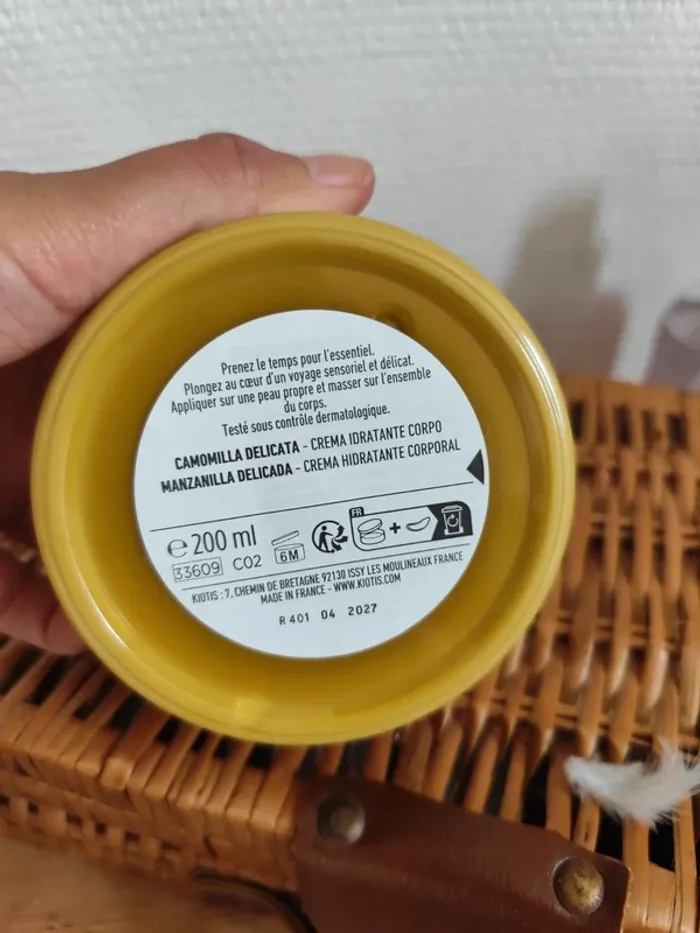 Prenez le temps pour l'essentiel.
Plongez au cœur d'un voyage sensoriel et délicat.
Appliquer sur une peau propre et masser sur l'ensemble
du corps.
Testé sous contrôle dermatologique.
CAMOMILLA DELICATA - CREMA IDRATANTE CORPO
MANZANILLA DELICADA - CREMA HIDRATANTE CORPORAL
e 200 ml
33609 C02 6M FR
KIOTIS : 7, CHEMIN DE BRETAGNE 92130 ISSY LES MOULINEAUX FRANCE
MADE IN FRANCE - WWW.KIOTIS.COM
R 401 04 2027